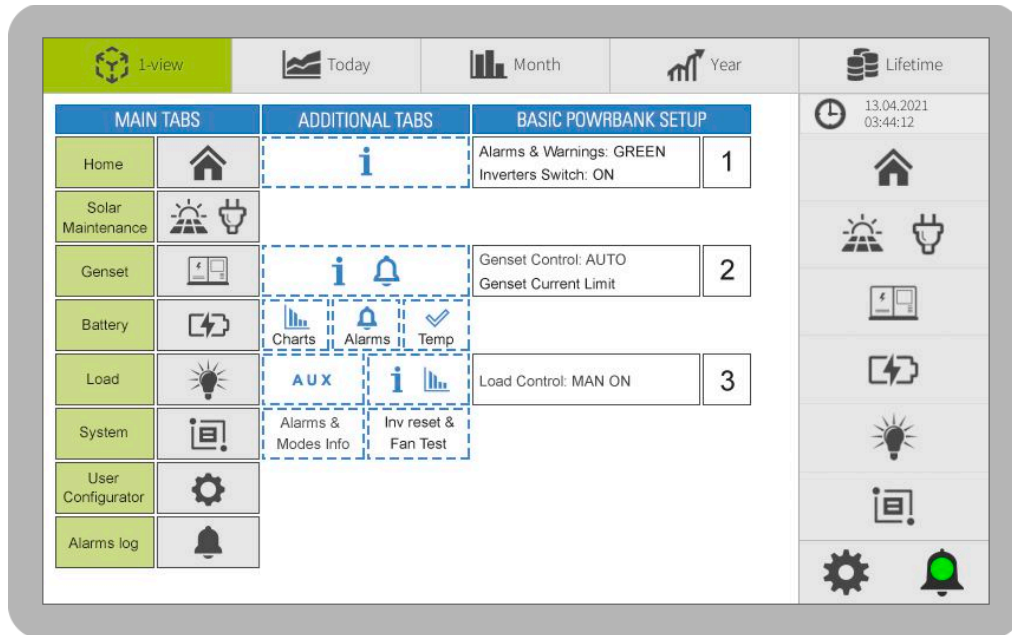 1-view
Today
Month
Year
Lifetime
13.04.2021
03:44:12
MAIN TABS
ADDITIONAL TABS
BASIC POWRBANK SETUP
Home
i
Alarms & Warnings: GREEN
Inverters Switch: ON
1
Solar
Maintenance
Genset
i
Genset Control: AUTO
Genset Current Limit
2
Battery
Charts
Alarms
Temp
Load
AUX
i
Load Control: MAN ON
3
System
Alarms &
Modes Info
Inv reset &
Fan Test
User
Configurator
Alarms log